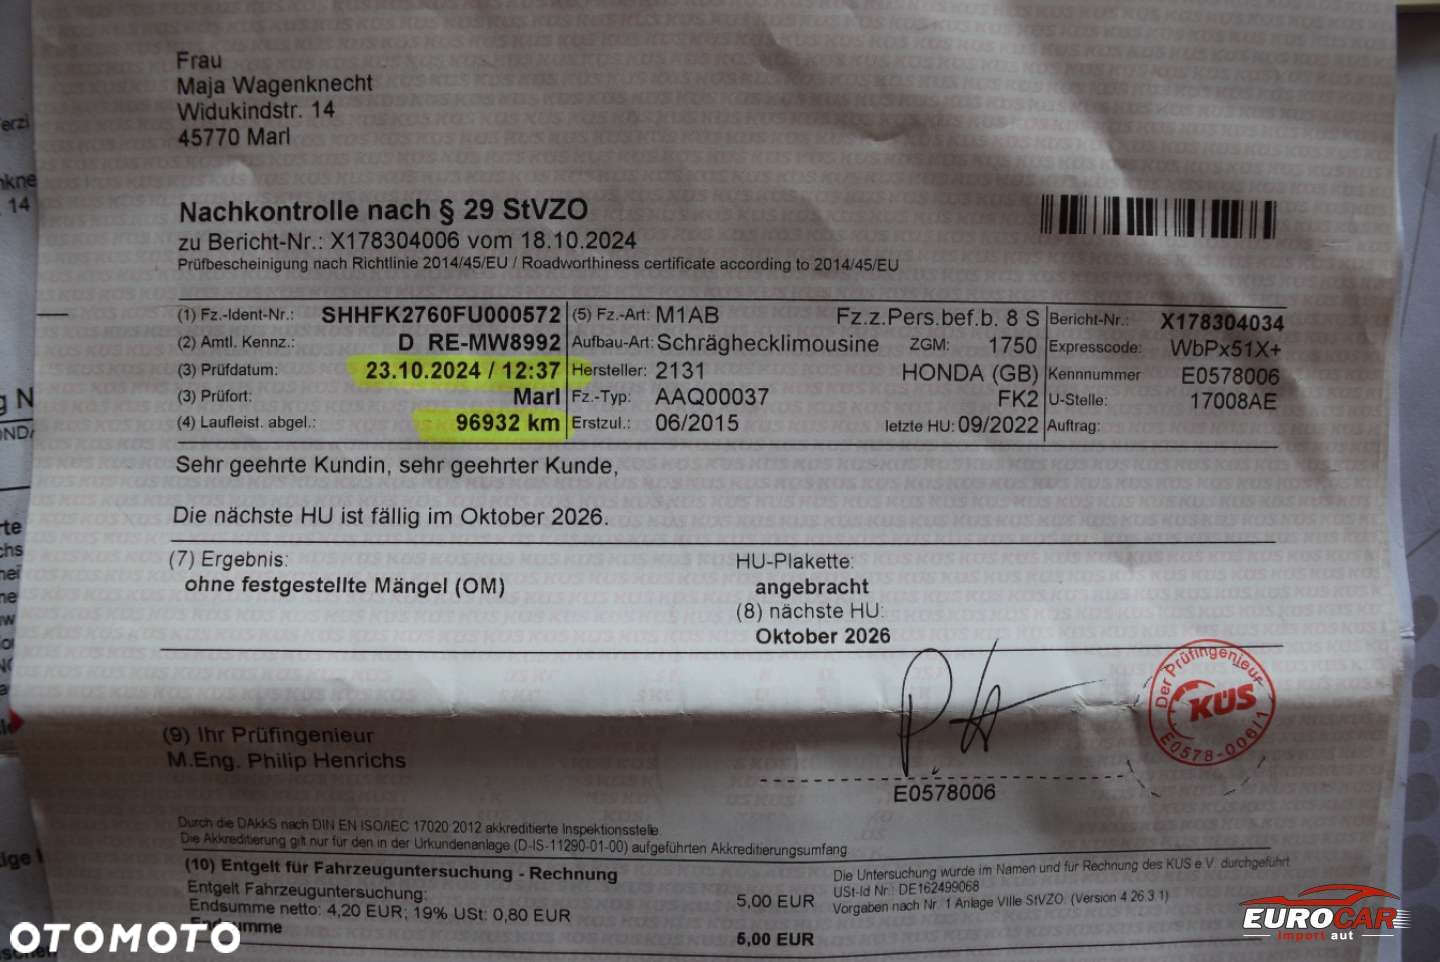 Frau
Maja Wagenknecht
Widukindstr. 14
45770 Marl
14
Nachkontrolle nach § 29 StVZO
zu Bericht-Nr.: X178304006 vom 18.10.2024
Prüfbescheinigung nach Richtlinie 2014/45/EU / Roadworthiness certificate according to 2014/45/EU
(1) Fz.-Ident-Nr.: SHHFK2760FU000572 (5) Fz.-Art: M1AB Fz.z.Pers.bef.b. 8 S Bericht-Nr.: X178304034
(2) Amtl. Kennz.: D RE-MW8992 Aufbau-Art: Schräghecklimousine ZGM: 1750 Expresscode: WbPx51X+
(3) Prüfdatum: 23.10.2024 / 12:37 Hersteller: 2131 HONDA (GB) Kennnummer E0578006
(3) Prüfort: Marl Fz.-Typ: AAQ00037 FK2 U-Stelle: 17008AE
(4) Laufleist. abgel.: 96932 km Erstzul.: 06/2015 letzte HU: 09/2022 Auftrag:
Sehr geehrte Kundin, sehr geehrter Kunde,
Die nächste HU ist fällig im Oktober 2026.
(7) Ergebnis: HU-Plakette:
ohne festgestellte Mängel (OM) angebracht
(8) nächste HU:
Oktober 2026
Der Prüfingenieur
KÜS
E0578-006/1
(9) Ihr Prüfingenieur
M.Eng. Philip Henrichs
E0578006
Durch die DAkkS nach DIN EN ISO/IEC 17020 2012 akkreditierte Inspektionsstelle.
Die Akkreditierung gilt nur für den in der Urkundenanlage (D-IS-11290-01-00) aufgeführten Akkreditierungsumfang.
(10) Entgelt für Fahrzeuguntersuchung - Rechnung
Entgelt Fahrzeuguntersuchung: 5,00 EUR
Endsumme netto: 4,20 EUR; 19% USt: 0,80 EUR
Endsumme 5,00 EUR
Die Untersuchung wurde im Namen und für Rechnung des KÜS e.V. durchgeführt
USt-Id Nr.: DE162499068
Vorgaben nach Nr. 1 Anlage VIIIe StVZO. (Version 4.26.3.1)
OTOMOTO
EUROCAR
import aut